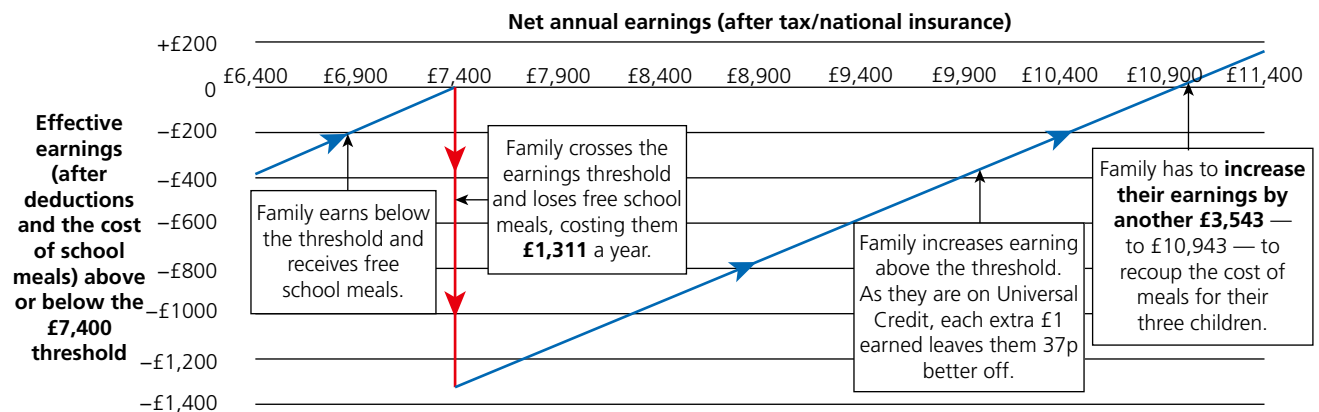 Net annual earnings (after tax/national insurance)
+£200
£6,400 £6,900 £7,400 £7,900 £8,400 £8,900 £9,400 £9,900 £10,400 £10,900 £11,400
0
–£200
–£400
–£600
–£800
–£1000
–£1,200
–£1,400
Effective
earnings
(after
deductions
and the cost
of school
meals) above
or below the
£7,400
threshold
Family earns below
the threshold and
receives free
school meals.
Family crosses the
earnings threshold
and loses free school
meals, costing them
£1,311 a year.
Family increases earning
above the threshold.
As they are on Universal
Credit, each extra £1
earned leaves them 37p
better off.
Family has to increase
their earnings by
another £3,543 —
to £10,943 — to
recoup the cost of
meals for their
three children.